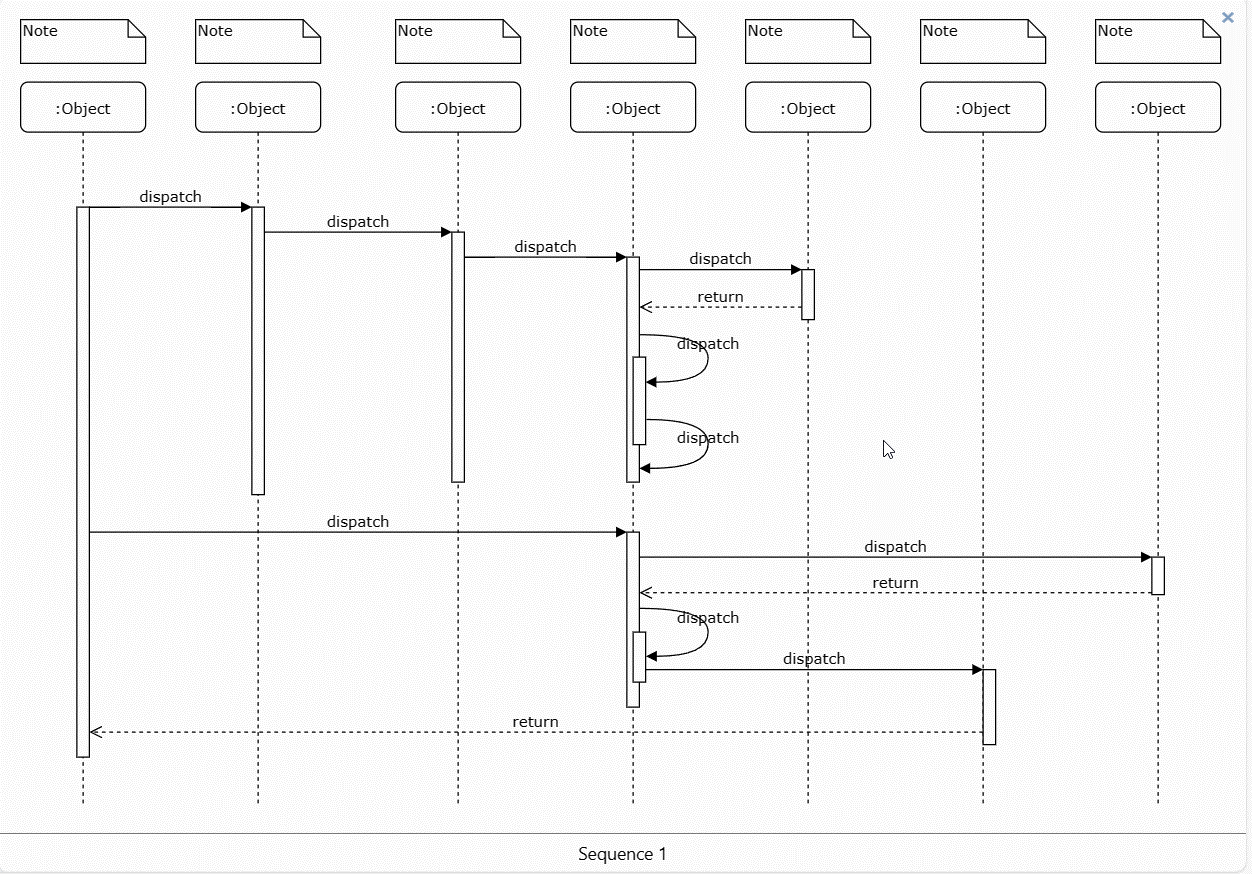 Note
Note
Note
Note
Note
Note
Note
:Object
:Object
:Object
:Object
:Object
:Object
:Object
dispatch
dispatch
dispatch
dispatch
return
dispatch
dispatch
dispatch
dispatch
return
dispatch
dispatch
return
Sequence 1